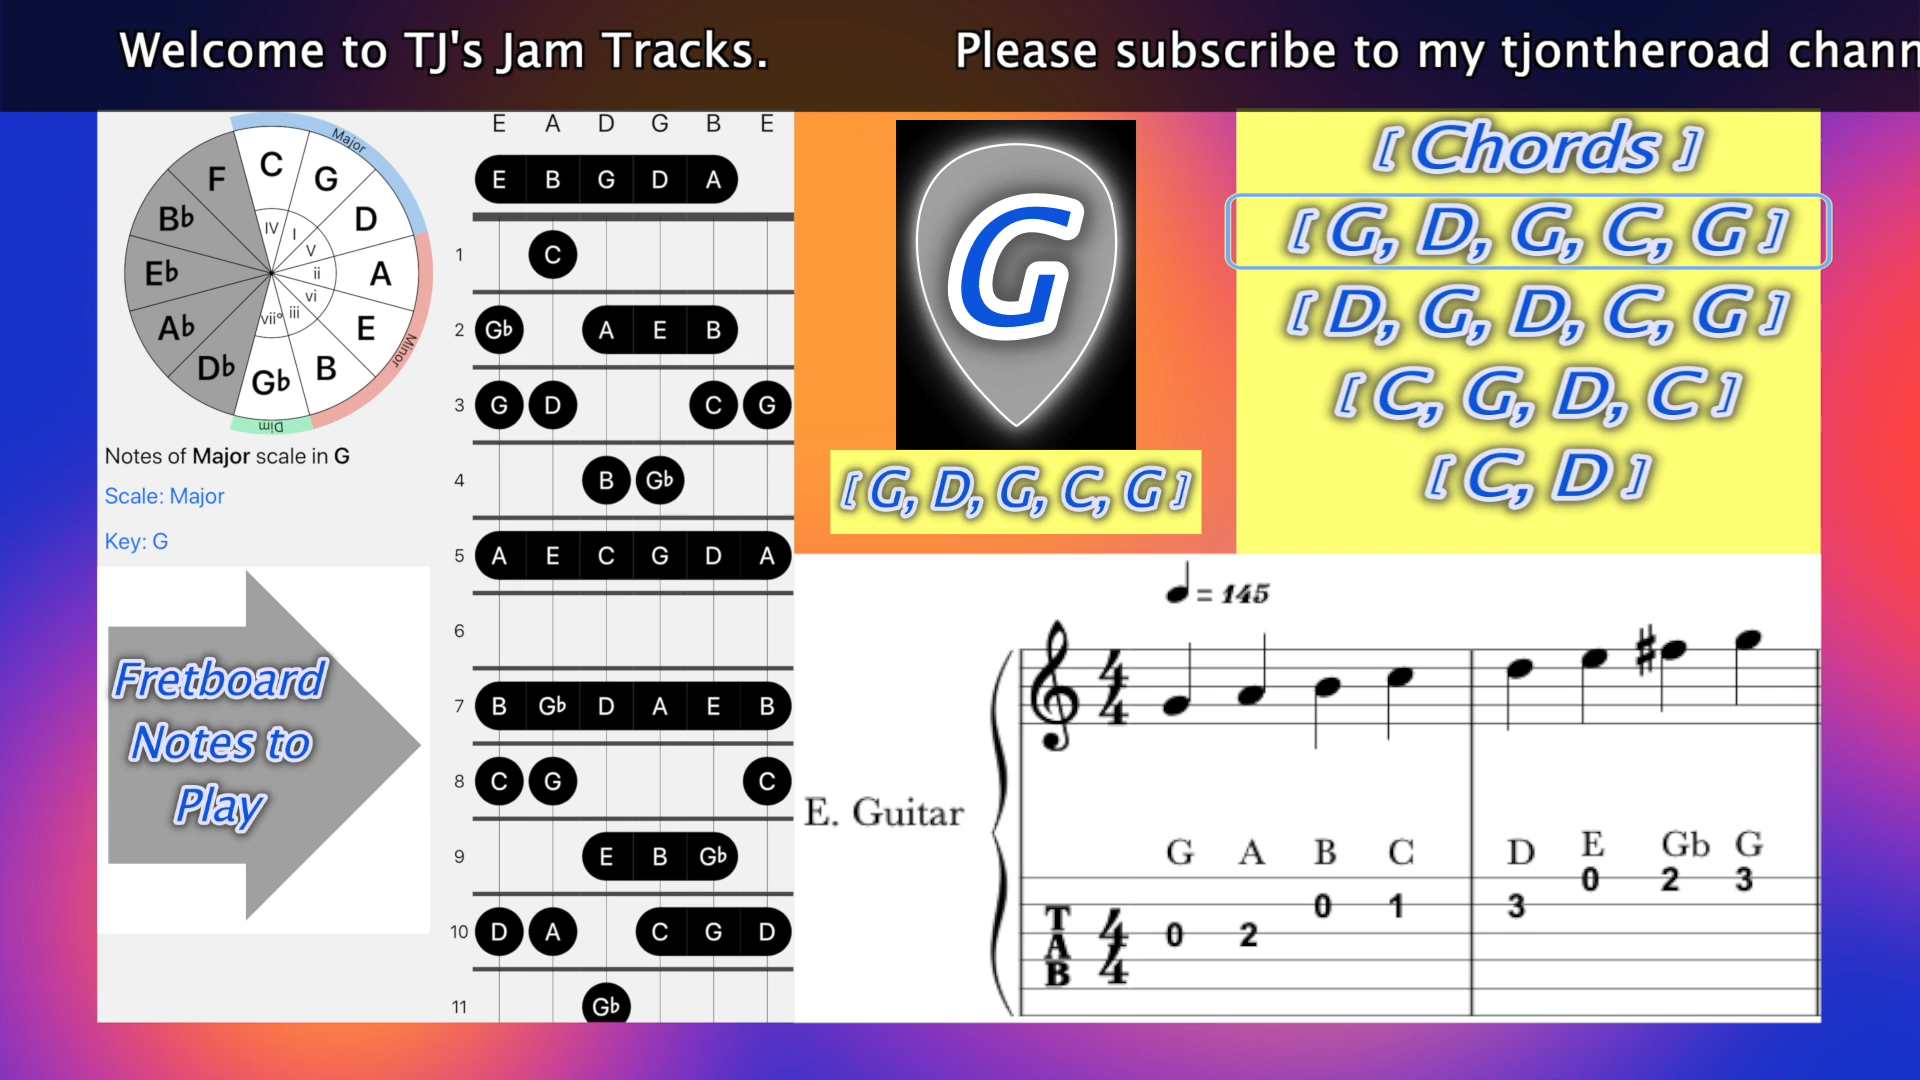 Welcome to TJ's Jam Tracks. Please subscribe to my tjontheroad chann
Major
C G D A E B Gb Db Ab Eb Bb F
IV I V ii vi iii vii°
Minor
Dim
Notes of Major scale in G
Scale: Major
Key: G
Fretboard
Notes to
Play
E A D G B E
E B G D A
1 C
2 Gb A E B
3 G D C G
4 B Gb
5 A E C G D A
6
7 B Gb D A E B
8 C G C
9 E B Gb
10 D A C G D
11 Gb
G
[ G, D, G, C, G ]
[ Chords ]
[ G, D, G, C, G ]
[ D, G, D, C, G ]
[ C, G, D, C ]
[ C, D ]
= 145
4
4
E. Guitar
G A B C D E Gb G
0 2 0 1 3 0 2 3
T
A
B
4
4